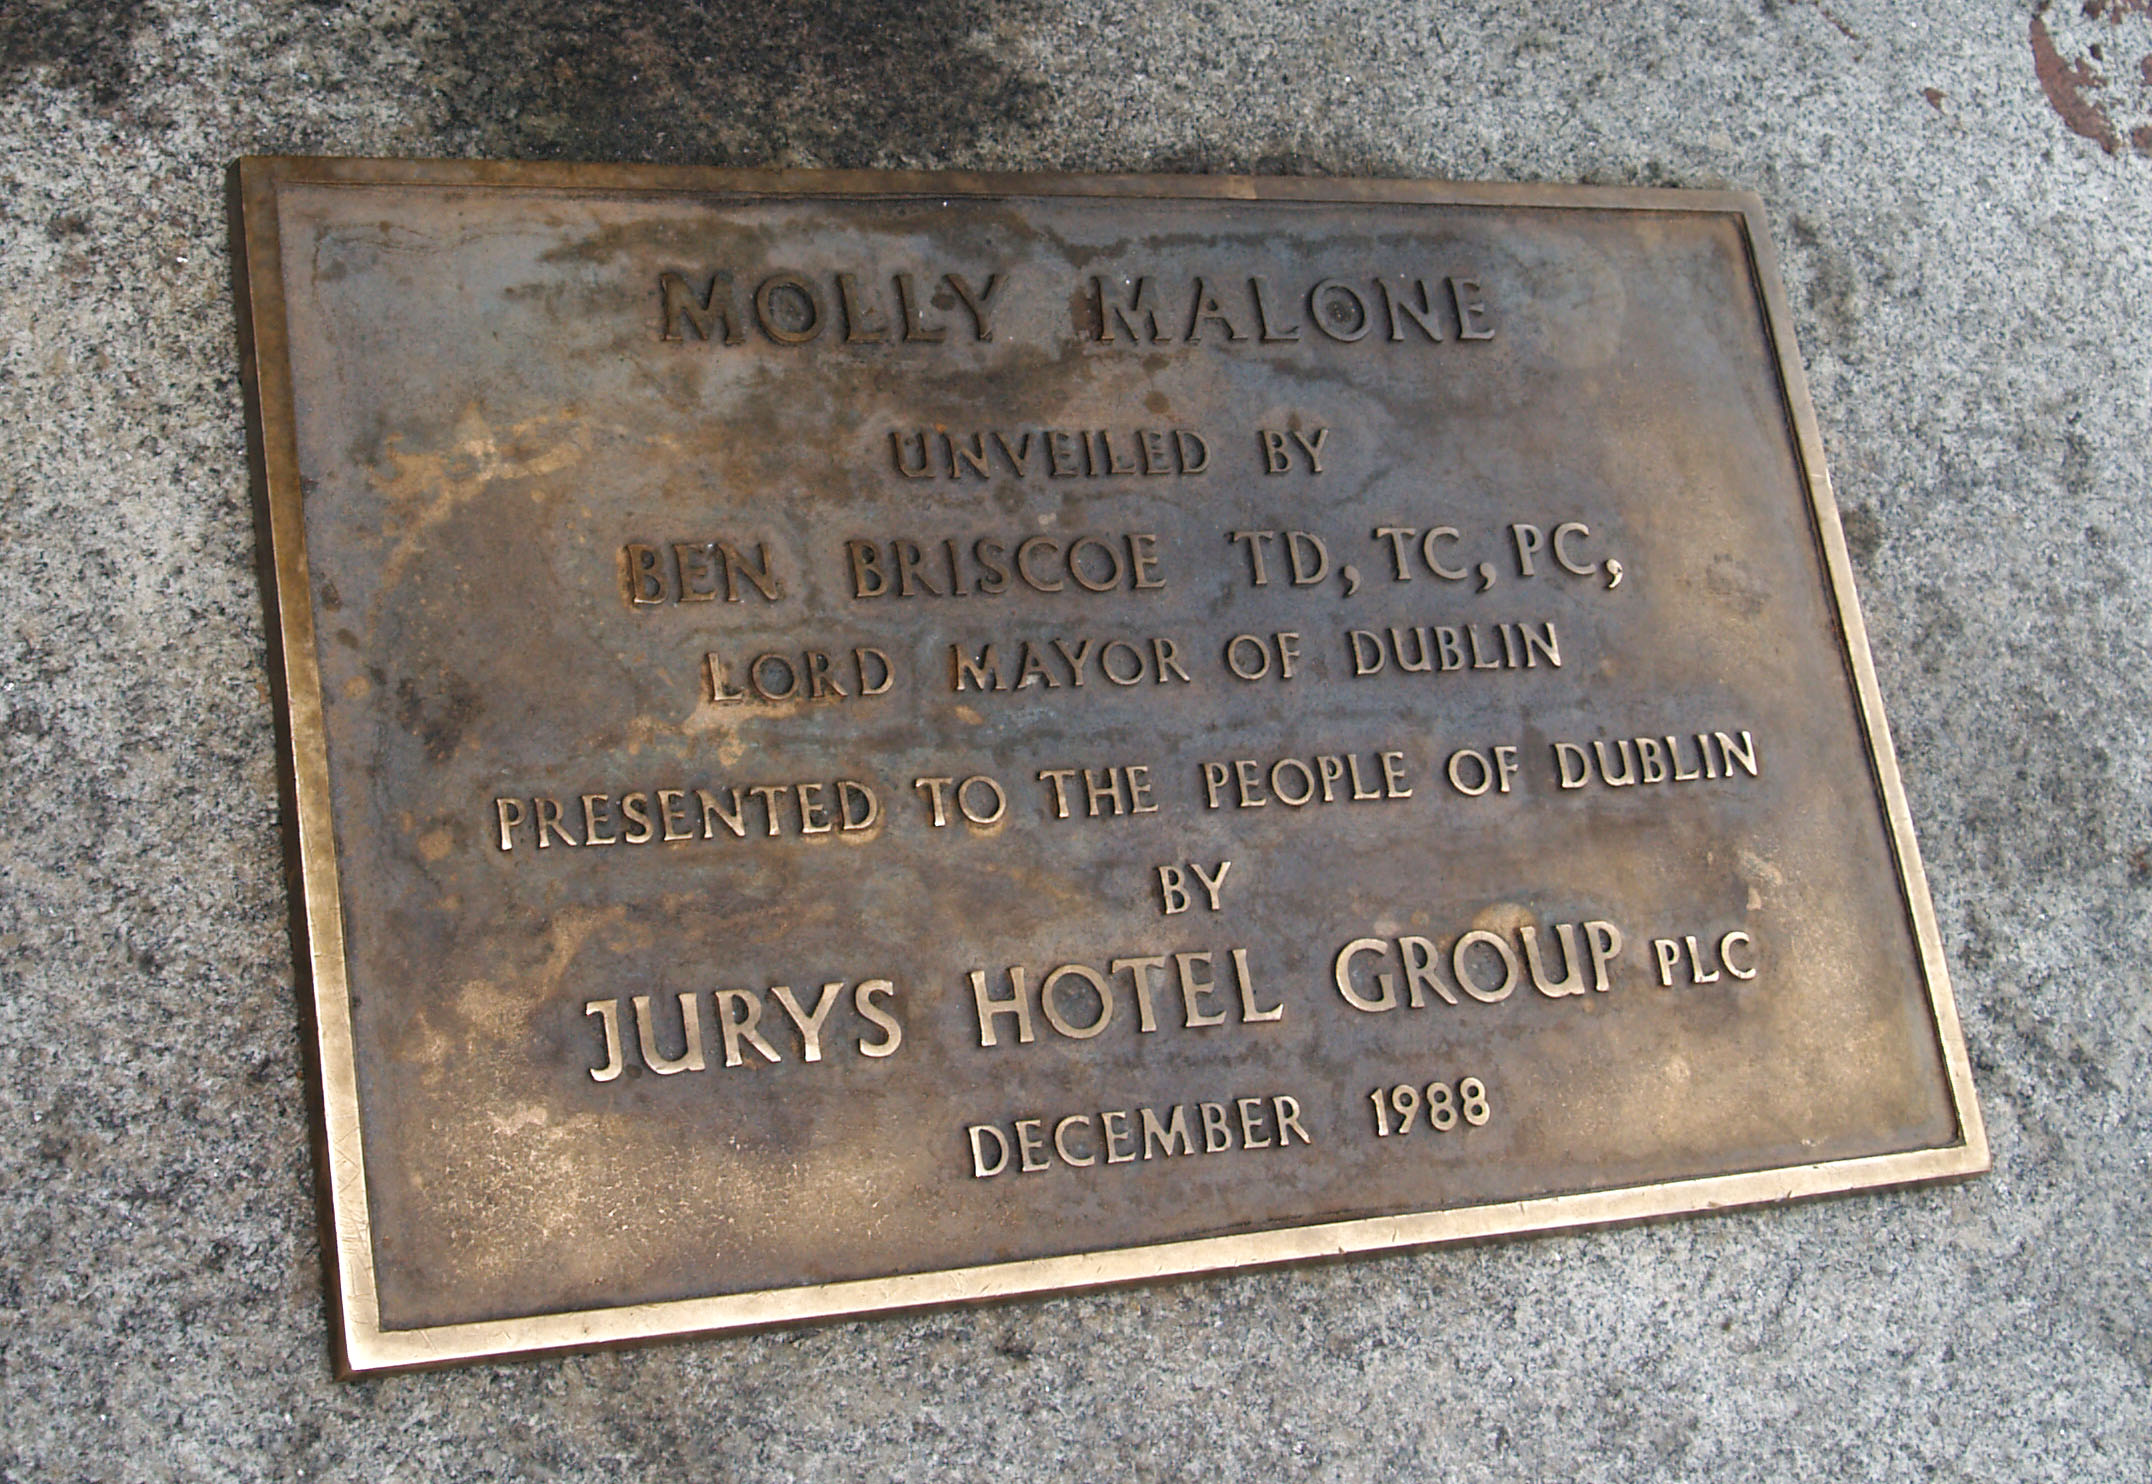 MOLLY MALONE
UNVEILED BY
BEN BRISCOE TD, TC, PC,
LORD MAYOR OF DUBLIN
PRESENTED TO THE PEOPLE OF DUBLIN
BY
JURYS HOTEL GROUP PLC
DECEMBER 1988